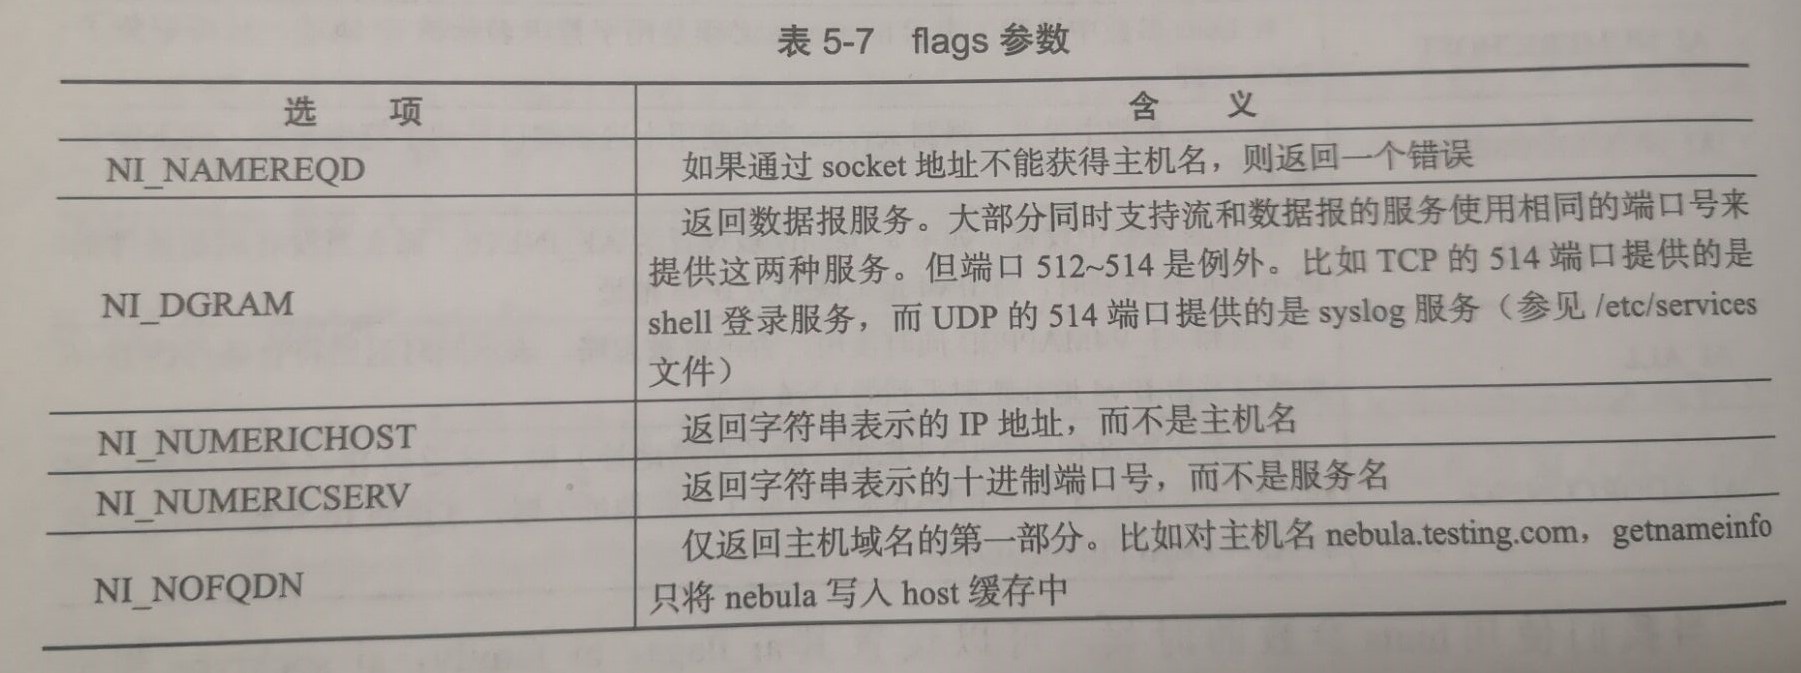 表 5-7 flags 参数
选 项 含 义
NI_NAMEREQD 如果通过 socket 地址不能获得主机名，则返回一个错误
NI_DGRAM
返回数据报服务。大部分同时支持流和数据报的服务使用相同的端口号来
提供这两种服务。但端口 512~514 是例外。比如 TCP 的 514 端口提供的是
shell 登录服务，而 UDP 的 514 端口提供的是 syslog 服务（参见 /etc/services
文件）
NI_NUMERICHOST 返回字符串表示的 IP 地址，而不是主机名
NI_NUMERICSERV 返回字符串表示的十进制端口号，而不是服务名
NI_NOFQDN
仅返回主机域名的第一部分。比如对主机名 nebula.testing.com，getnameinfo
只将 nebula 写入 host 缓存中